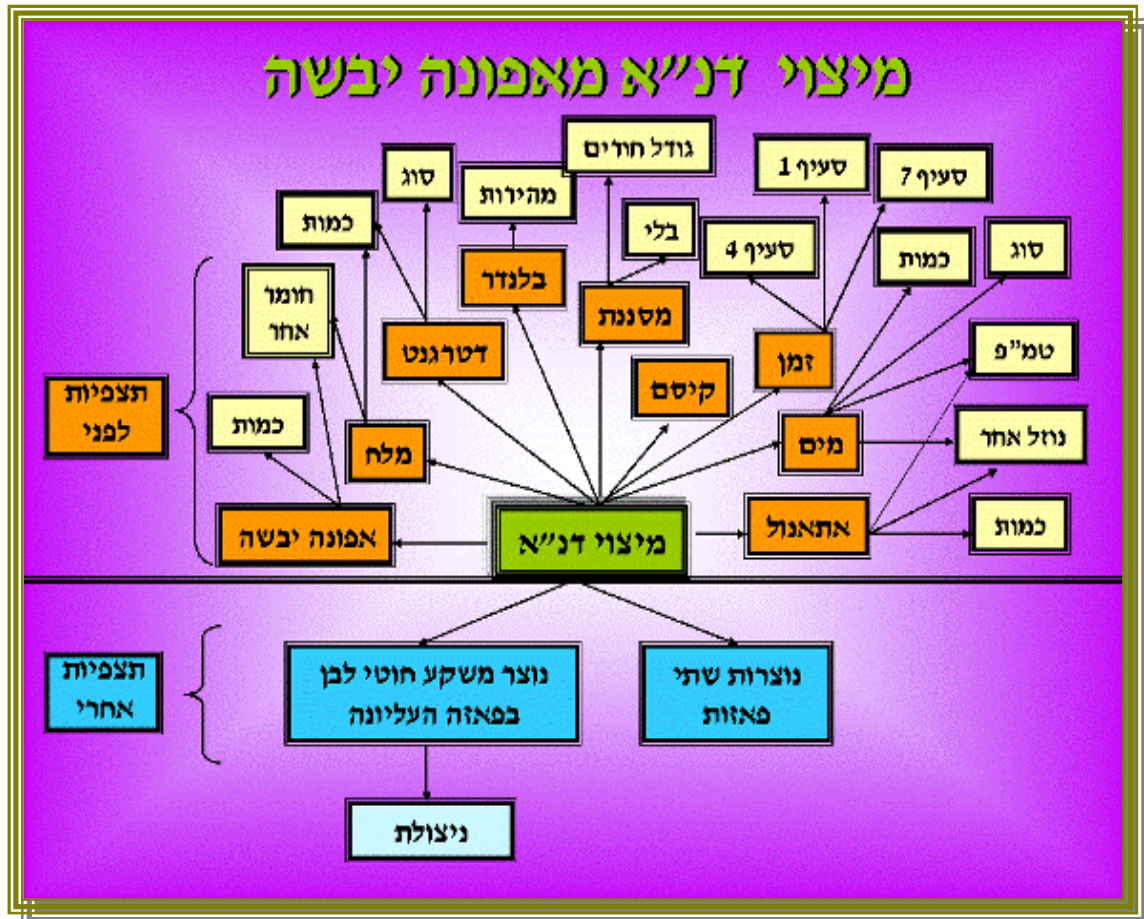 מיצוי דנ״א מאפונה יבשה
גודל חורים
סעיף 1
סעיף 7
סוג
מהירות
כמות
בלי
סעיף 4
כמות
סוג
בלנדר
חומר
אחר
מסננת
דטרגנט
זמן
טמ״פ
קיסם
תצפיות
לפני
כמות
מלח
מים
נוזל אחר
אפונה יבשה
מיצוי דנ״א
אתאנול
כמות
תצפיות
אחרי
נוצר משקע חוטי לבן
בפאזה העליונה
נוצרות שתי
פאזות
ניצולת